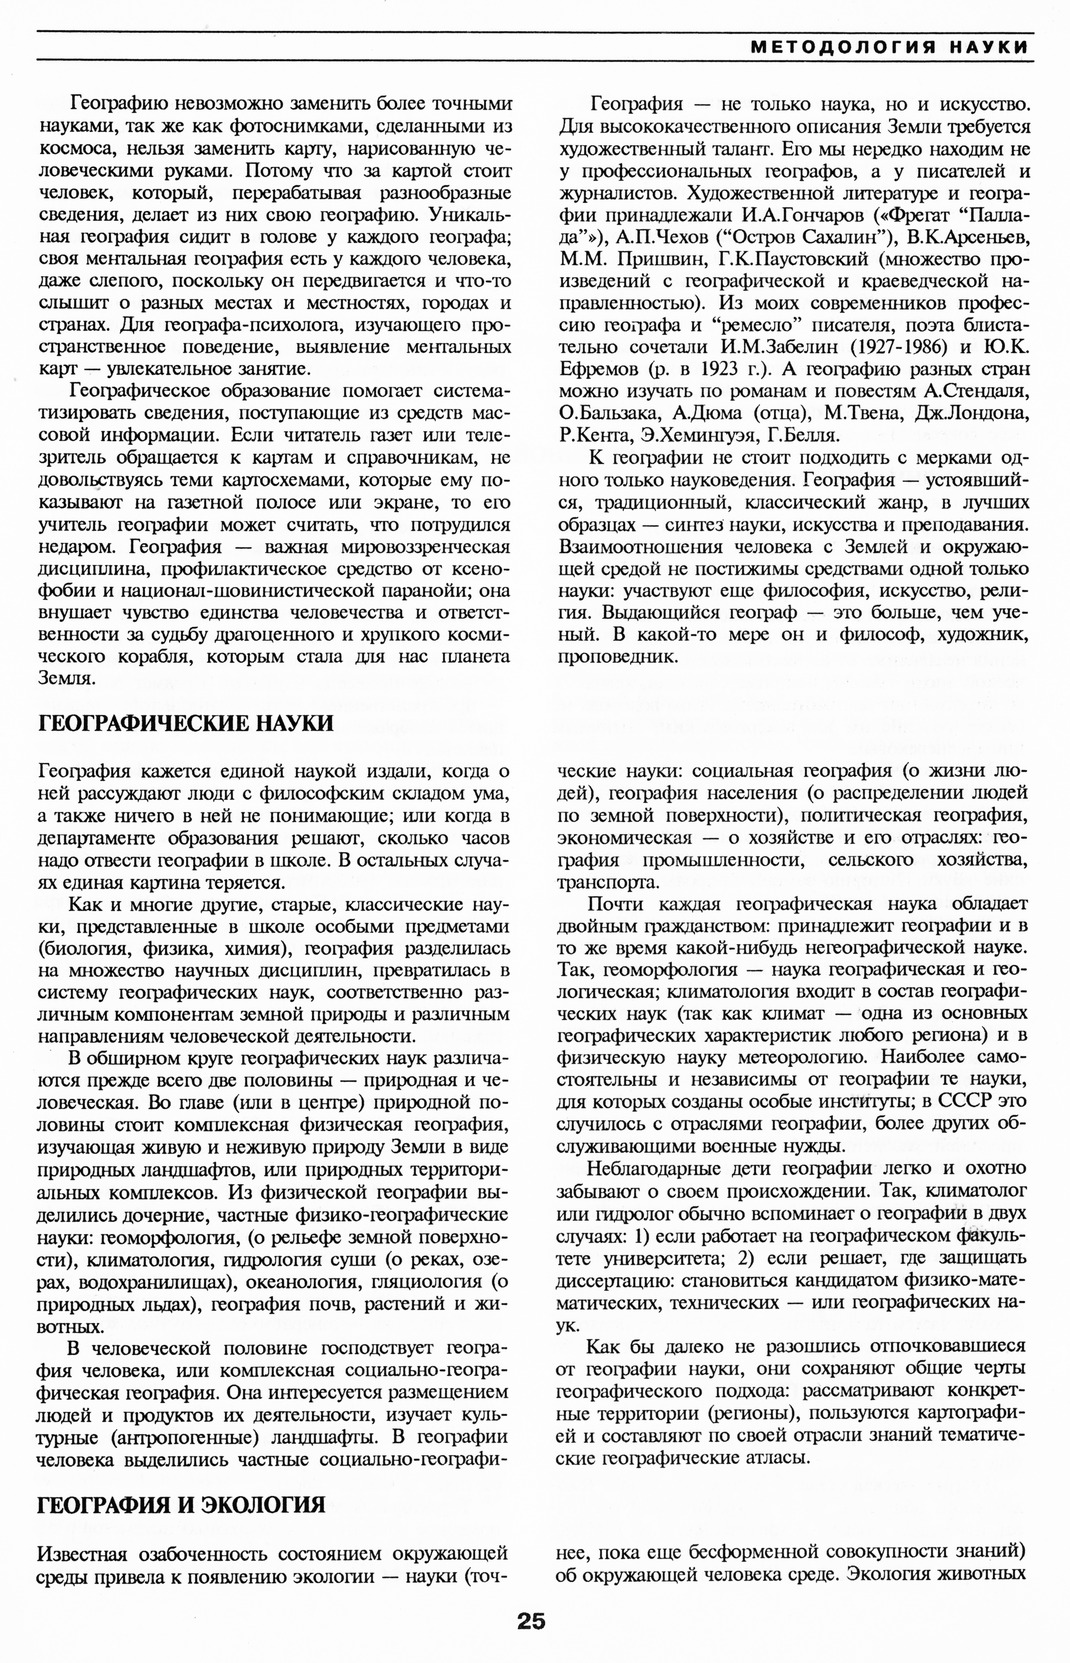 МЕТОДОЛОГИЯ НАУКИ
Географию невозможно заменить более точными
науками, так же как фотоснимками, сделанными из
космоса, нельзя заменить карту, нарисованную че-
ловеческими руками. Потому что за картой стоит
человек, который, перерабатывая разнообразные
сведения, делает из них свою географию. Уникаль-
ная география сидит в голове у каждого географа;
своя ментальная география есть у каждого человека,
даже слепого, поскольку он передвигается и что-то
слышит о разных местах и местностях, городах и
странах. Для географа-психолога, изучающего про-
странственное поведение, выявление ментальных
карт — увлекательное занятие.
Географическое образование помогает система-
тизировать сведения, поступающие из средств мас-
совой информации. Если читатель газет или теле-
зритель обращается к картам и справочникам, не
довольствуясь теми картосхемами, которые ему по-
казывают на газетной полосе или экране, то его
учитель географии может считать, что потрудился
недаром. География — важная мировоззренческая
дисциплина, профилактическое средство от ксено-
фобии и национал-шовинистической паранойи; она
внушает чувство единства человечества и ответст-
венности за судьбу драгоценного и хрупкого косми-
ческого корабля, которым стала для нас планета
Земля.
География — не только наука, но и искусство.
Для высококачественного описания Земли требуется
художественный талант. Его мы нередко находим не
у профессиональных географов, а у писателей и
журналистов. Художественной литературе и геогра-
фии принадлежали И.А.Гончаров («Фрегат “Палла-
да”»), А.П.Чехов (“Остров Сахалин”), В.К.Арсеньев,
М.М. Пришвин, Г.К.Паустовский (множество про-
изведений с географической и краеведческой на-
правленностью). Из моих современников профес-
сию географа и “ремесло” писателя, поэта блиста-
тельно сочетали И.М.Забелин (1927-1986) и Ю.К.
Ефремов (р. в 1923 г.). А географию разных стран
можно изучать по романам и повестям А.Стендаля,
О.Бальзака, А.Дюма (отца), М.Твена, Дж.Лондона,
Р.Кента, Э.Хемингуэя, Г.Белля.
К географии не стоит подходить с мерками од-
ного только науковедения. География — устоявший-
ся, традиционный, классический жанр, в лучших
образцах — синтез науки, искусства и преподавания.
Взаимоотношения человека с Землей и окружаю-
щей средой не постижимы средствами одной только
науки: участвуют еще философия, искусство, рели-
гия. Выдающийся географ — это больше, чем уче-
ный. В какой-то мере он и философ, художник,
проповедник.
ГЕОГРАФИЧЕСКИЕ НАУКИ
География кажется единой наукой издали, когда о
ней рассуждают люди с философским складом ума,
а также ничего в ней не понимающие; или когда в
департаменте образования решают, сколько часов
надо отвести географии в школе. В остальных случа-
ях единая картина теряется.
Как и многие другие, старые, классические нау-
ки, представленные в школе особыми предметами
(биология, физика, химия), география разделилась
на множество научных дисциплин, превратилась в
систему географических наук, соответственно раз-
личным компонентам земной природы и различным
направлениям человеческой деятельности.
В обширном круге географических наук различа-
ются прежде всего две половины — природная и че-
ловеческая. Во главе (или в центре) природной по-
ловины стоит комплексная физическая география,
изучающая живую и неживую природу Земли в виде
природных ландшафтов, или природных территори-
альных комплексов. Из физической географии вы-
делились дочерние, частные физико-географические
науки: геоморфология, (о рельефе земной поверхно-
сти), климатология, гидрология суши (о реках, озе-
рах, водохранилищах), океанология, гляциология (о
природных льдах), география почв, растений и жи-
вотных.
В человеческой половине господствует геогра-
фия человека, или комплексная социально-геогра-
фическая география. Она интересуется размещением
людей и продуктов их деятельности, изучает куль-
турные (антропогенные) ландшафты. В географии
человека выделились частные социально-географи-
ческие науки: социальная география (о жизни лю-
дей), география населения (о распределении людей
по земной поверхности), политическая география,
экономическая — о хозяйстве и его отраслях: гео-
графия промышленности, сельского хозяйства,
транспорта.
Почти каждая географическая наука обладает
двойным гражданством: принадлежит географии и в
то же время какой-нибудь негеографической науке.
Так, геоморфология — наука географическая и гео-
логическая; климатология входит в состав географи-
ческих наук (так как климат — одна из основных
географических характеристик любого региона) и в
физическую науку метеорологию. Наиболее само-
стоятельны и независимы от географии те науки,
для которых созданы особые институты; в СССР это
случилось с отраслями географии, более других об-
служивающими военные нужды.
Неблагодарные дети географии легко и охотно
забывают о своем происхождении. Так, климатолог
или гидролог обычно вспоминает о географии в двух
случаях: 1) если работает на географическом факуль-
тете университета; 2) если решает, где защищать
диссертацию: становиться кандидатом физико-мате-
матических, технических — или географических на-
ук.
Как бы далеко не разошлись отпочковавшиеся
от географии науки, они сохраняют общие черты
географического подхода: рассматривают конкрет-
ные территории (регионы), пользуются картографи-
ей и составляют по своей отрасли знаний тематиче-
ские географические атласы.
ГЕОГРАФИЯ И ЭКОЛОГИЯ
Известная озабоченность состоянием окружающей
среды привела к появлению экологии — науки (точ-
нее, пока еще бесформенной совокупности знаний)
об окружающей человека среде. Экология животных
25